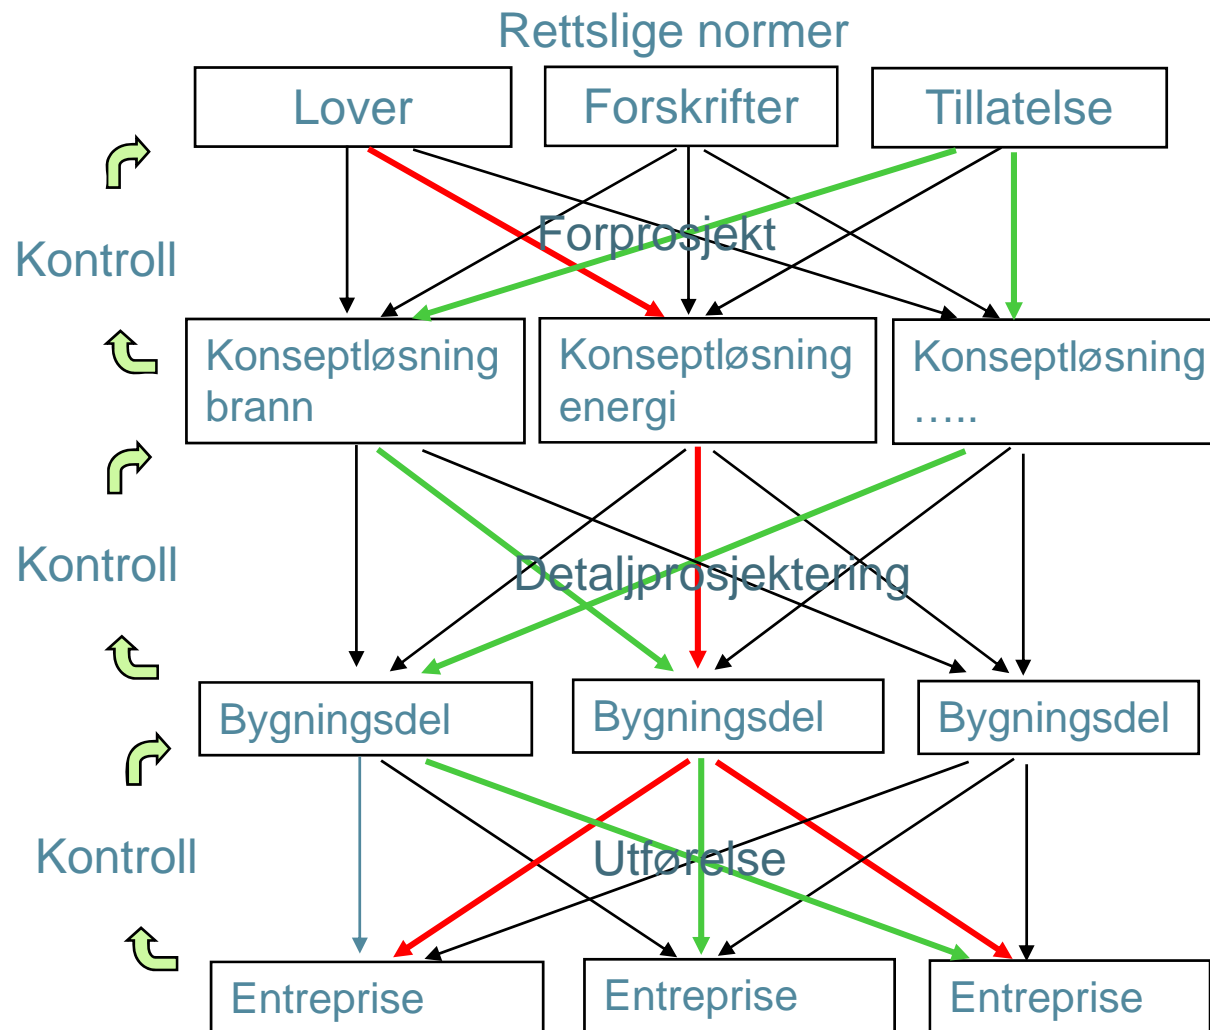 Rettslige normer
Lover
Forskrifter
Tillatelse
Forprosjekt
Kontroll
Konseptløsning
brann
Konseptløsning
energi
Konseptløsning
…..
Kontroll
Detaljprosjektering
Bygningsdel
Bygningsdel
Bygningsdel
Kontroll
Utførelse
Entreprise
Entreprise
Entreprise